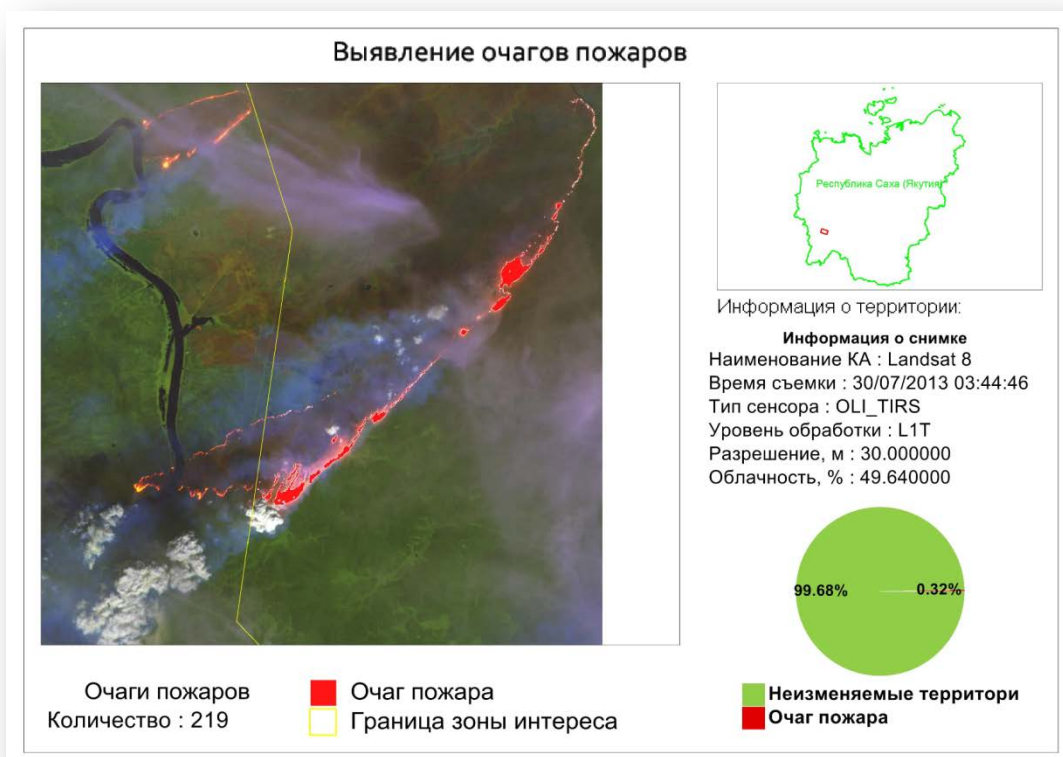 Выявление очагов пожаров
Республика Саха (Якутия)
Информация о территории:
Информация о снимке
Наименование КА : Landsat 8
Время съемки : 30/07/2013 03:44:46
Тип сенсора : OLI_TIRS
Уровень обработки : L1T
Разрешение, м : 30.000000
Облачность, % : 49.640000
99.68%
0.32%
Неизменяемые территори
Очаг пожара
Очаги пожаров
Количество : 219
Очаг пожара
Граница зоны интереса